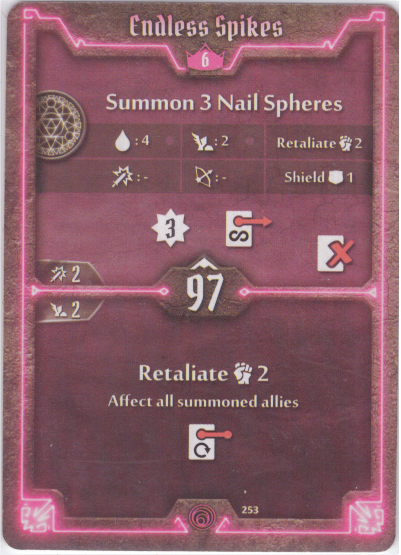 Endless Spikes
6
Summon 3 Nail Spheres
: 4 : 2 Retaliate 2
: - : - Shield 1
3 S
2
97
2
Retaliate 2
Affect all summoned allies
253